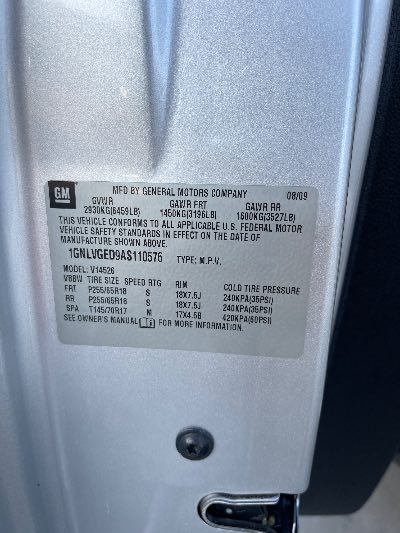 GM MFD BY GENERAL MOTORS COMPANY 08/09
GVWR GAWR FRT GAWR RR
2930KG(6459LB) 1450KG(3196LB) 1600KG(3527LB)
THIS VEHICLE CONFORMS TO ALL APPLICABLE U.S. FEDERAL MOTOR
VEHICLE SAFETY STANDARDS IN EFFECT ON THE DATE OF
MANUFACTURE SHOWN ABOVE.
1GNLVGED9AS110576 TYPE: M.P.V.
MODEL: V14526
VBBW TIRE SIZE SPEED RTG RIM COLD TIRE PRESSURE
FRT P255/65R18 S 18X7.5J 240KPA(35PSI)
RR P255/65R18 S 18X7.5J 240KPA(35PSI)
SPA T145/70R17 M 17X4.5B 420KPA(60PSI)
SEE OWNER'S MANUAL FOR MORE INFORMATION.